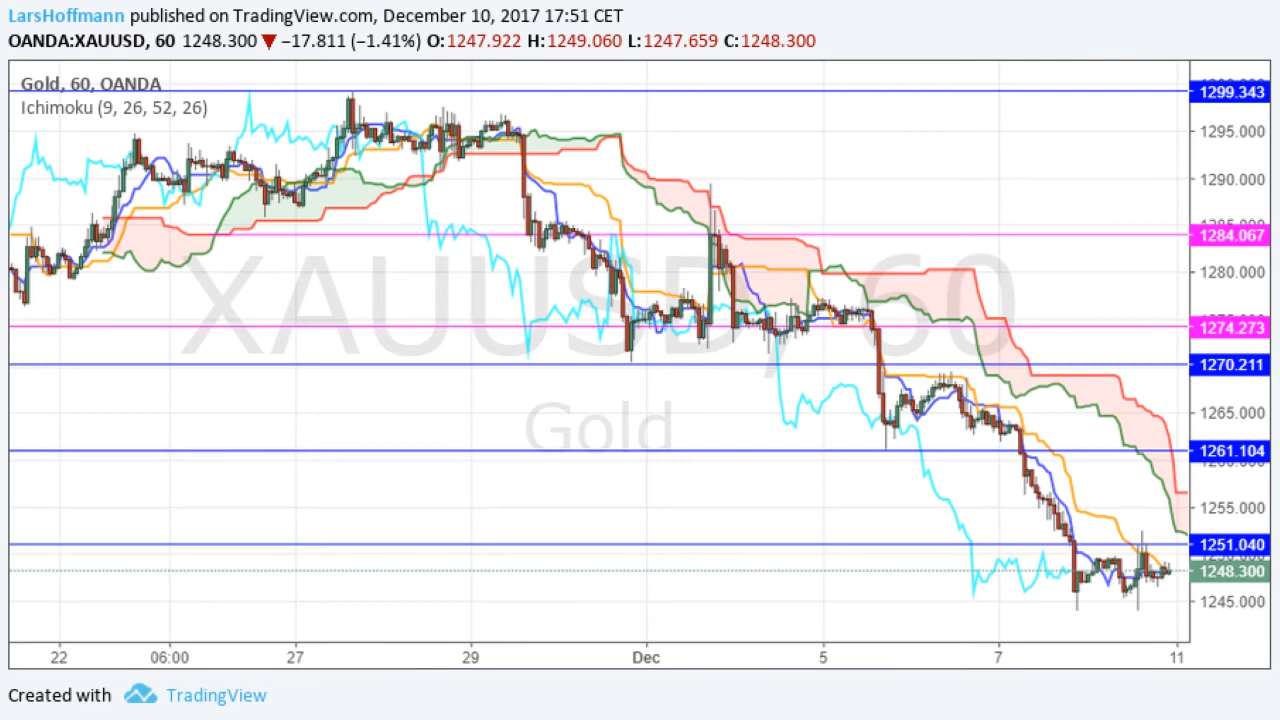 LarsHoffmann published on TradingView.com, December 10, 2017 17:51 CET
OANDA:XAUUSD, 60 1248.300 ▼ −17.811 (−1.41%) O:1247.922 H:1249.060 L:1247.659 C:1248.300
Gold, 60, OANDA
Ichimoku (9, 26, 52, 26)
XAUUSD, 60
Gold
1299.343
1295.000
1290.000
1285.000
1284.067
1280.000
1274.273
1270.211
1265.000
1261.104
1260.000
1255.000
1251.040
1248.300
1245.000
22 06:00 27 29 Dec 5 7 11
Created with TradingView